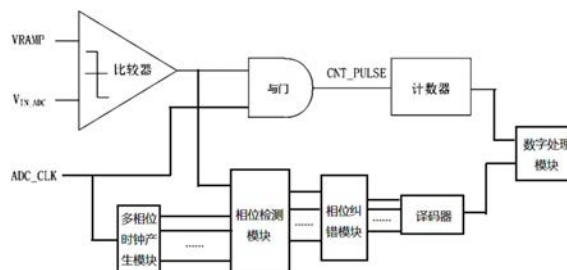 VRAMP
比较器
V_IN_ADC
与门
CNT_PULSE
计数器
数字处理
模块
ADC_CLK
多相位
时钟产
生模块
......
相位检测
模块
......
相位纠
错模块
......
译码器